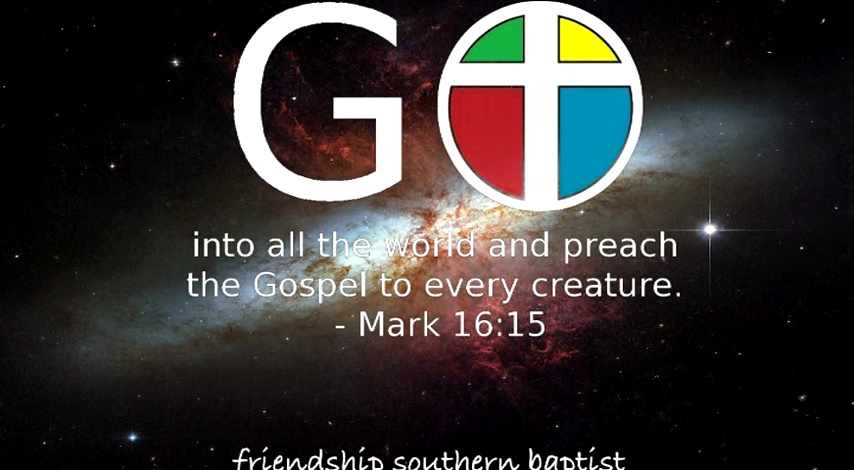 GO
into all the world and preach
the Gospel to every creature.
- Mark 16:15
friendship southern baptist